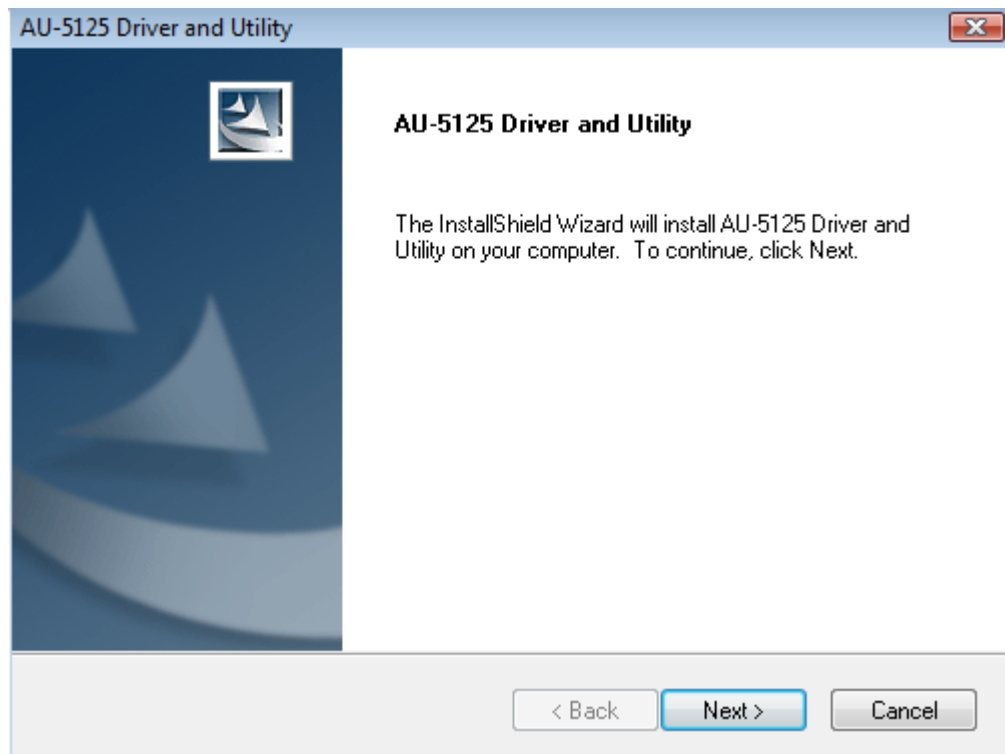 AU-5125 Driver and Utility
AU-5125 Driver and Utility
The InstallShield Wizard will install AU-5125 Driver and
Utility on your computer. To continue, click Next.
< Back
Next >
Cancel